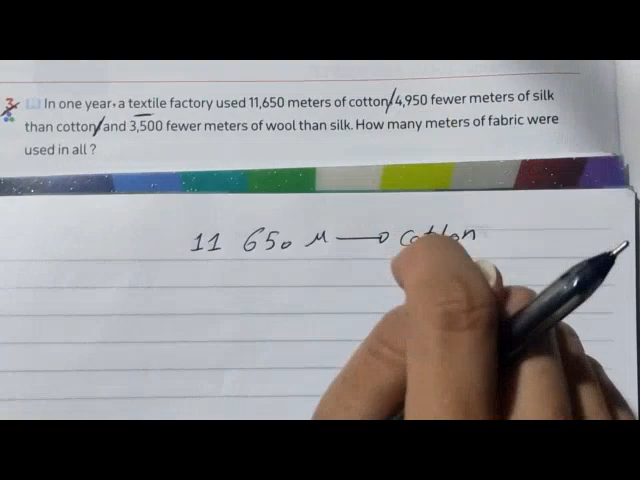 3. In one year, a textile factory used 11,650 meters of cotton, 4,950 fewer meters of silk
than cotton, and 3,500 fewer meters of wool than silk. How many meters of fabric were
used in all ?
11 650 M → cotton